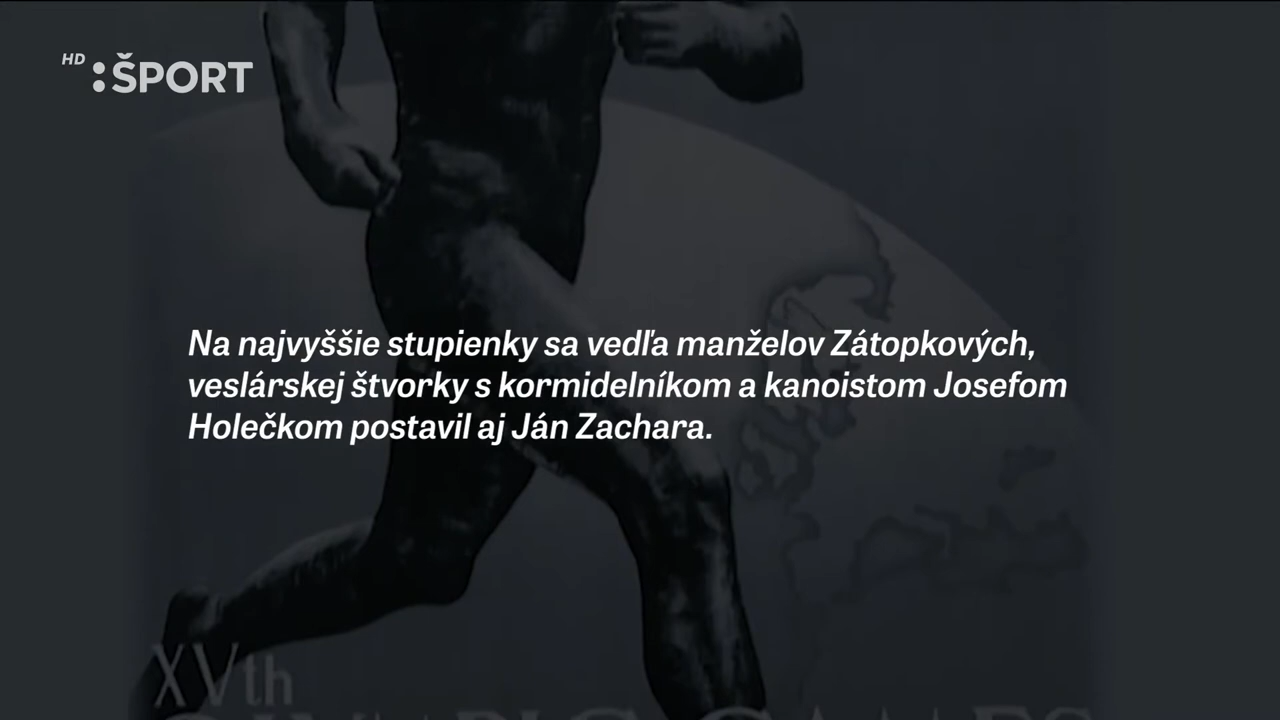 HD
:ŠPORT
Na najvyššie stupienky sa vedľa manželov Zátopkových,
veslárskej štvorky s kormidelníkom a kanoistom Josefom
Holečkom postavil aj Ján Zachara.
XVth